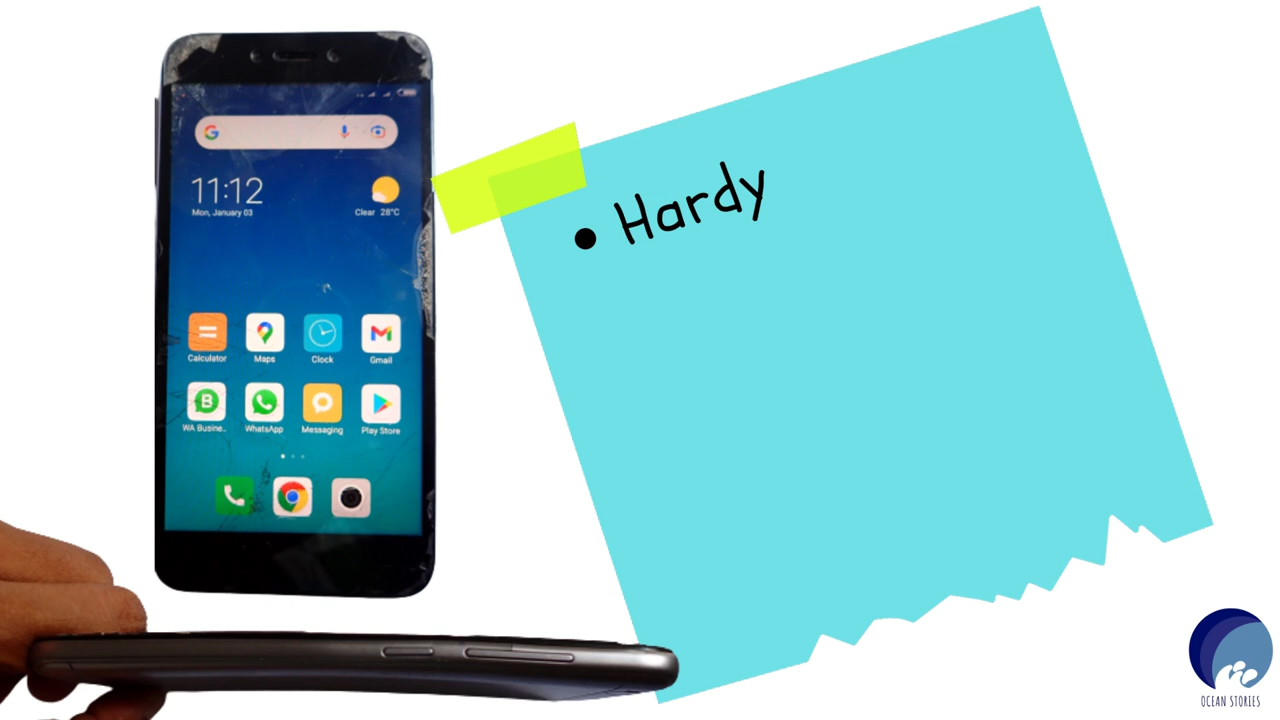 11:12
Mon, January 03
Clear 28°C
Calculator Maps Clock Gmail
WA Busine.. WhatsApp Messaging Play Store
• Hardy
OCEAN STORIES